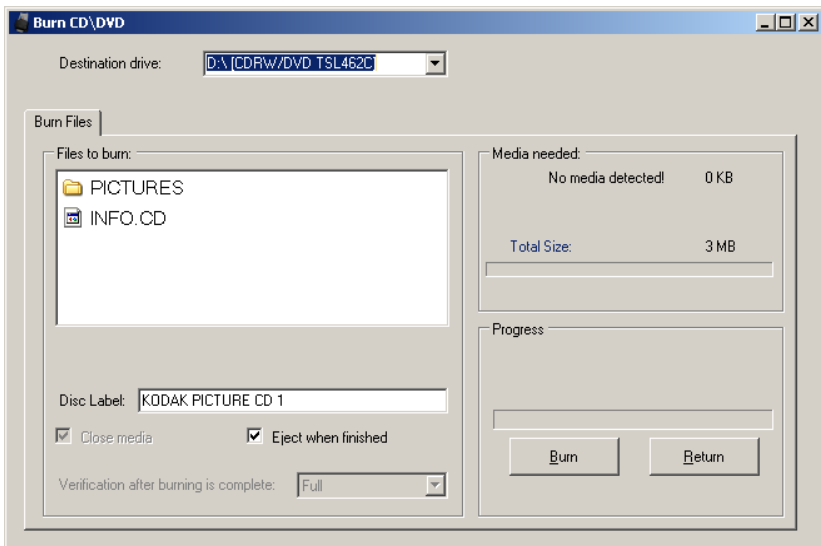 Burn CD\DVD
Destination drive: D:\ [CDRW/DVD TSL462C]
Burn Files
Files to burn:
PICTURES
INFO.CD
Disc Label: KODAK PICTURE CD 1
Close media Eject when finished
Verification after burning is complete: Full
Media needed:
No media detected! 0 KB
Total Size: 3 MB
Progress
Burn Return